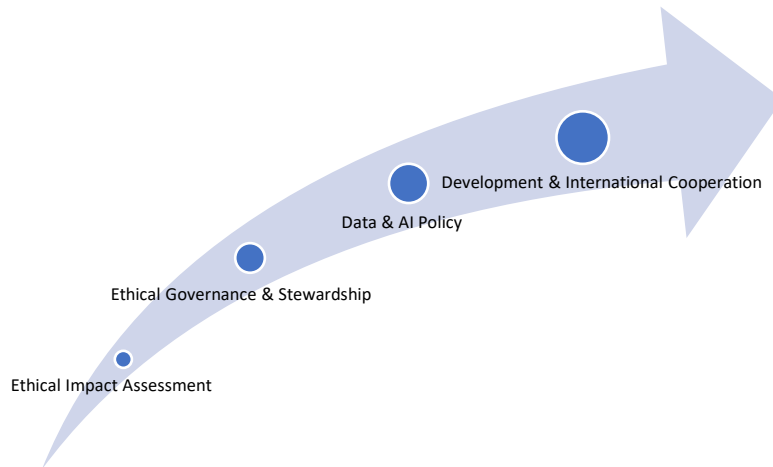 Development & International Cooperation
Data & AI Policy
Ethical Governance & Stewardship
Ethical Impact Assessment